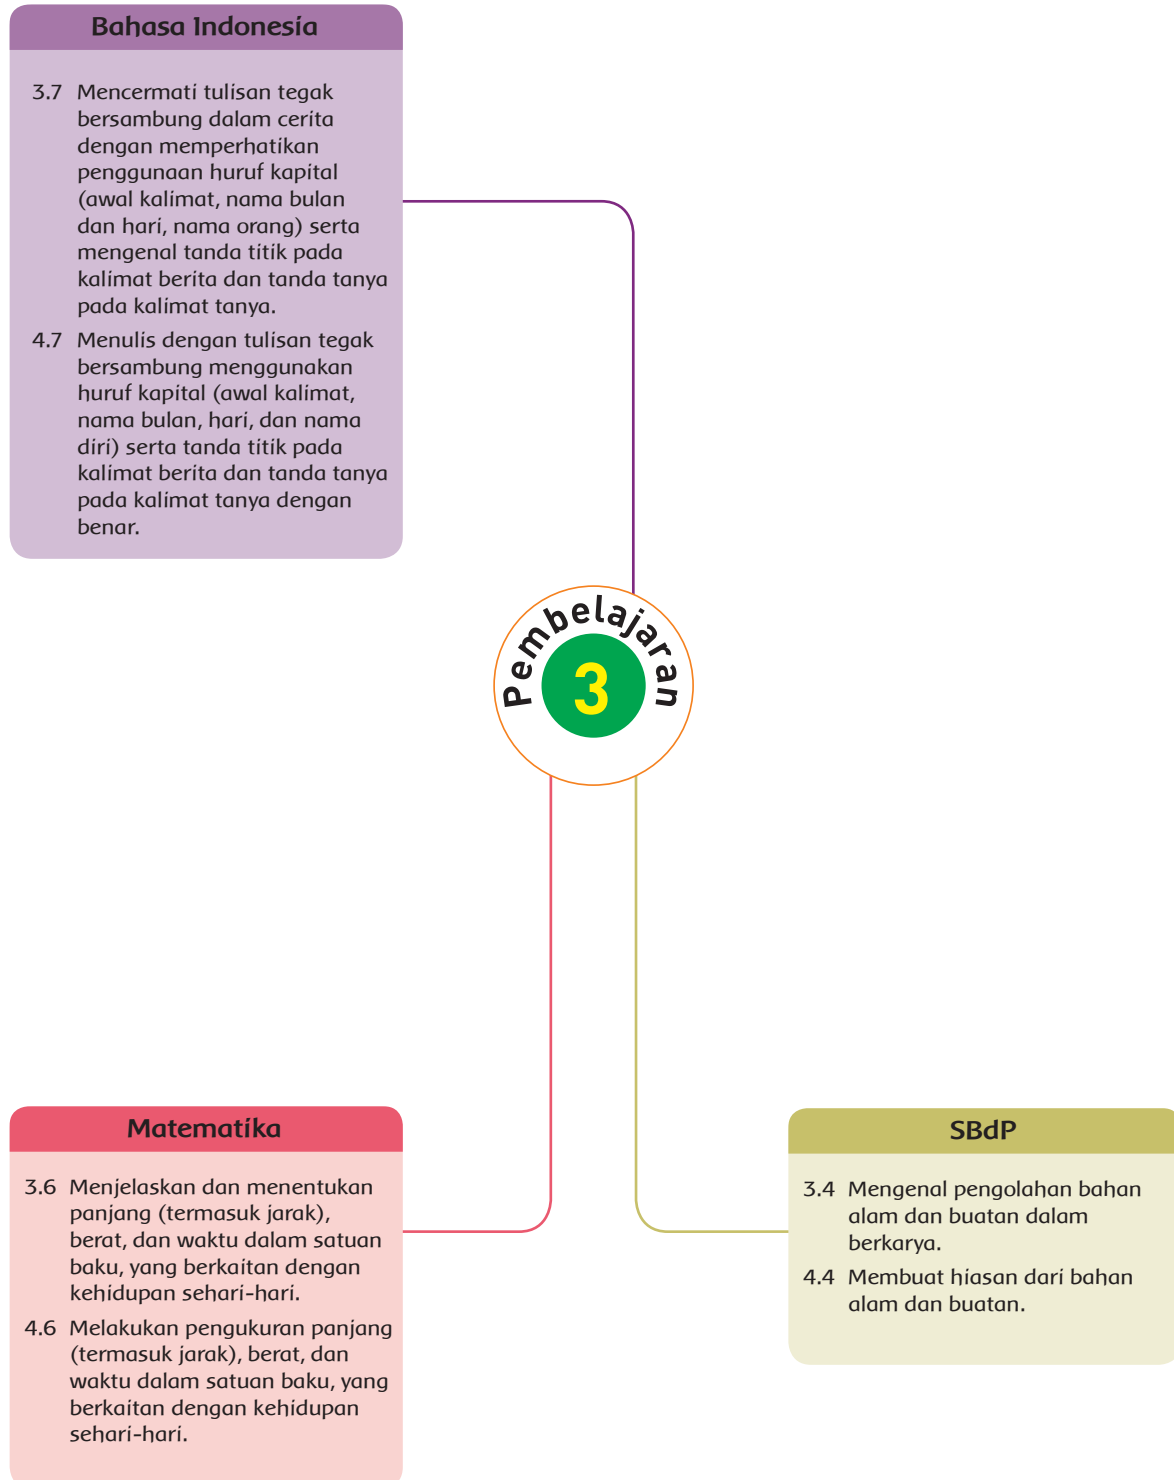 Bahasa Indonesia
3.7 Mencermati tulisan tegak
bersambung dalam cerita
dengan memperhatikan
penggunaan huruf kapital
(awal kalimat, nama bulan
dan hari, nama orang) serta
mengenal tanda titik pada
kalimat berita dan tanda tanya
pada kalimat tanya.
4.7 Menulis dengan tulisan tegak
bersambung menggunakan
huruf kapital (awal kalimat,
nama bulan, hari, dan nama
diri) serta tanda titik pada
kalimat berita dan tanda tanya
pada kalimat tanya dengan
benar.
Pembelajaran
3
Matematika
3.6 Menjelaskan dan menentukan
panjang (termasuk jarak),
berat, dan waktu dalam satuan
baku, yang berkaitan dengan
kehidupan sehari-hari.
4.6 Melakukan pengukuran panjang
(termasuk jarak), berat, dan
waktu dalam satuan baku, yang
berkaitan dengan kehidupan
sehari-hari.
SBdP
3.4 Mengenal pengolahan bahan
alam dan buatan dalam
berkarya.
4.4 Membuat hiasan dari bahan
alam dan buatan.